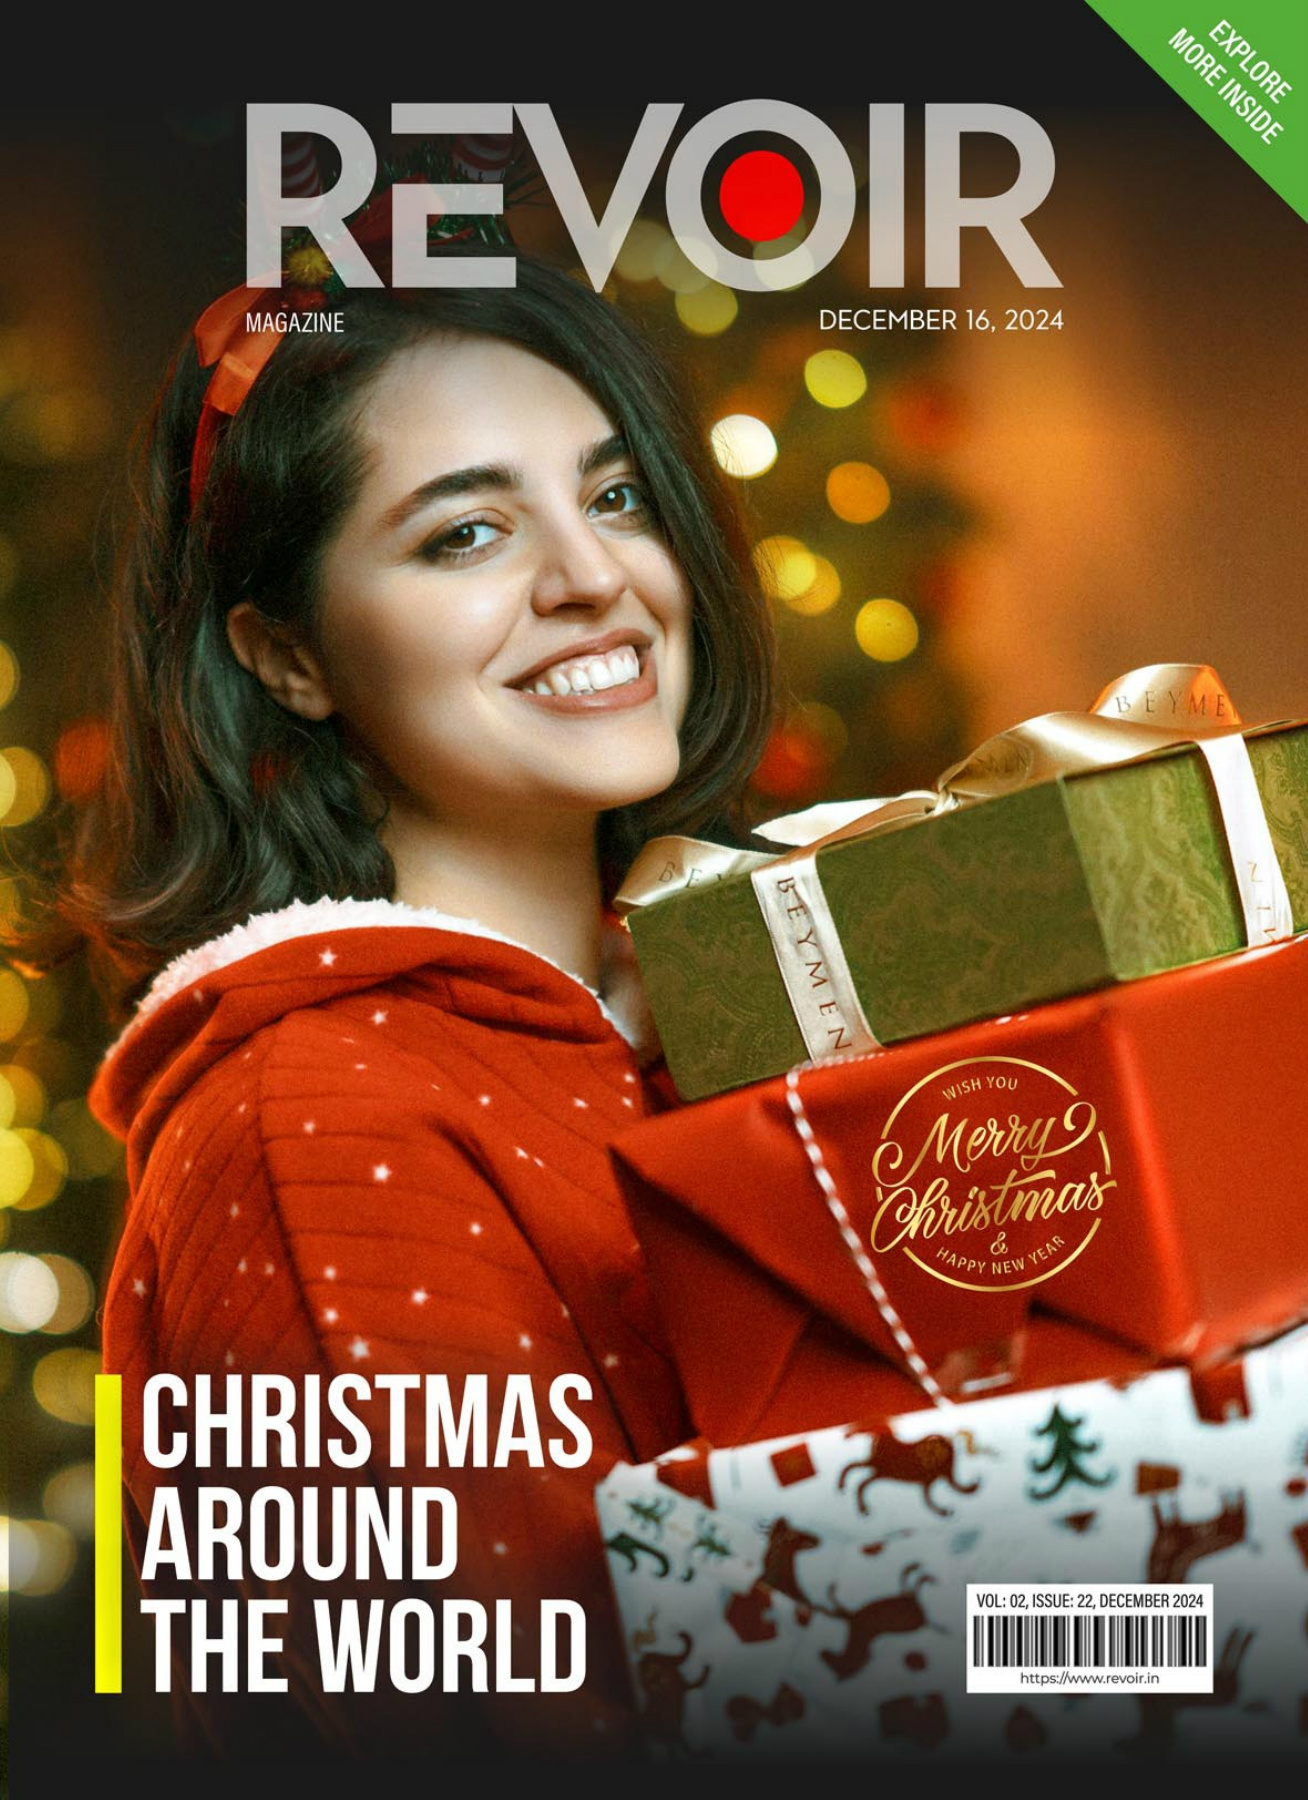 EXPLORE
MORE INSIDE
REVOIR
MAGAZINE
DECEMBER 16, 2024
BEYMEN
WISH YOU
Merry
Christmas
&
HAPPY NEW YEAR
CHRISTMAS
AROUND
THE WORLD
VOL: 02, ISSUE: 22, DECEMBER 2024
https://www.revoir.in